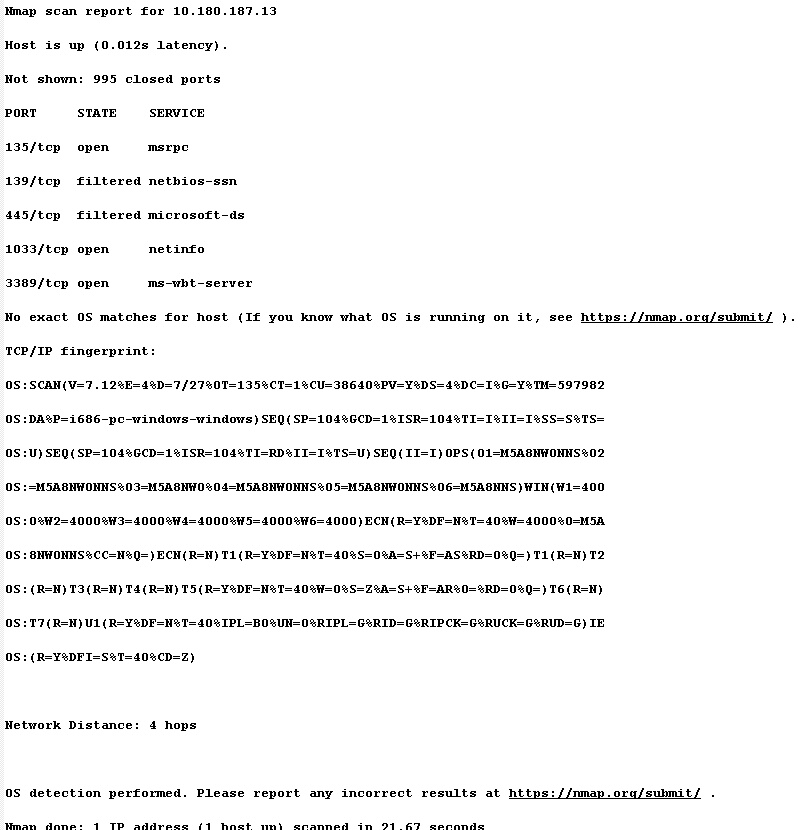 Nmap scan report for 10.180.187.13
Host is up (0.012s latency).
Not shown: 995 closed ports
PORT     STATE    SERVICE
135/tcp  open     msrpc
139/tcp  filtered netbios-ssn
445/tcp  filtered microsoft-ds
1033/tcp open     netinfo
3389/tcp open     ms-wbt-server
No exact OS matches for host (If you know what OS is running on it, see https://nmap.org/submit/ ).
TCP/IP fingerprint:
OS:SCAN(V=7.12%E=4%D=7/27%OT=135%CT=1%CU=38640%PV=Y%DS=4%DC=I%G=Y%TM=597982
OS:DA%P=i686-pc-windows-windows)SEQ(SP=104%GCD=1%ISR=104%TI=I%II=I%SS=S%TS=
OS:U)SEQ(SP=104%GCD=1%ISR=104%TI=RD%II=I%TS=U)SEQ(II=I)OPS(O1=M5A8NW0NNS%O2
OS:=M5A8NW0NNS%O3=M5A8NW0%O4=M5A8NW0NNS%O5=M5A8NW0NNS%O6=M5A8NNS)WIN(W1=400
OS:0%W2=4000%W3=4000%W4=4000%W5=4000%W6=4000)ECN(R=Y%DF=N%T=40%W=4000%O=M5A
OS:8NW0NNS%CC=N%Q=)ECN(R=N)T1(R=Y%DF=N%T=40%S=O%A=S+%F=AS%RD=0%Q=)T1(R=N)T2
OS:(R=N)T3(R=N)T4(R=N)T5(R=Y%DF=N%T=40%W=0%S=Z%A=S+%F=AR%O=%RD=0%Q=)T6(R=N)
OS:T7(R=N)U1(R=Y%DF=N%T=40%IPL=B0%UN=0%RIPL=G%RID=G%RIPCK=G%RUCK=G%RUD=G)IE
OS:(R=Y%DFI=S%T=40%CD=Z)
Network Distance: 4 hops
OS detection performed. Please report any incorrect results at https://nmap.org/submit/ .
Nmap done: 1 IP address (1 host up) scanned in 21.67 seconds